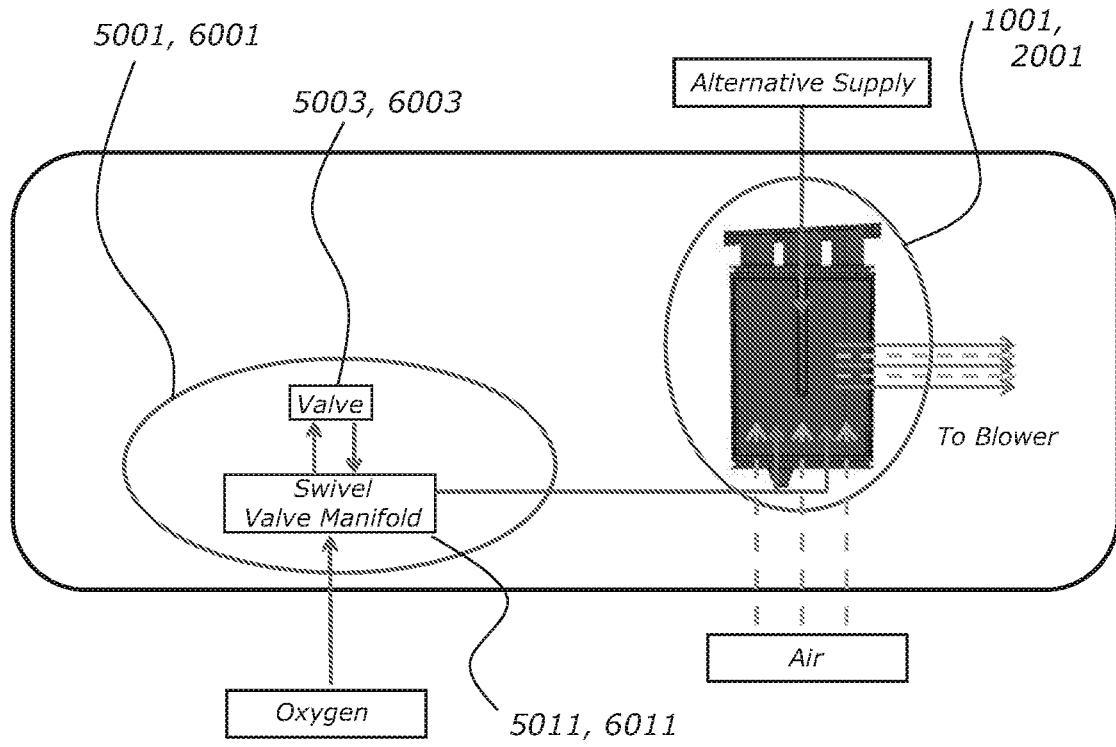 5001, 6001
1001,
2001
Alternative Supply
5003, 6003
Valve
To Blower
Swivel
Valve Manifold
Air
Oxygen
5011, 6011